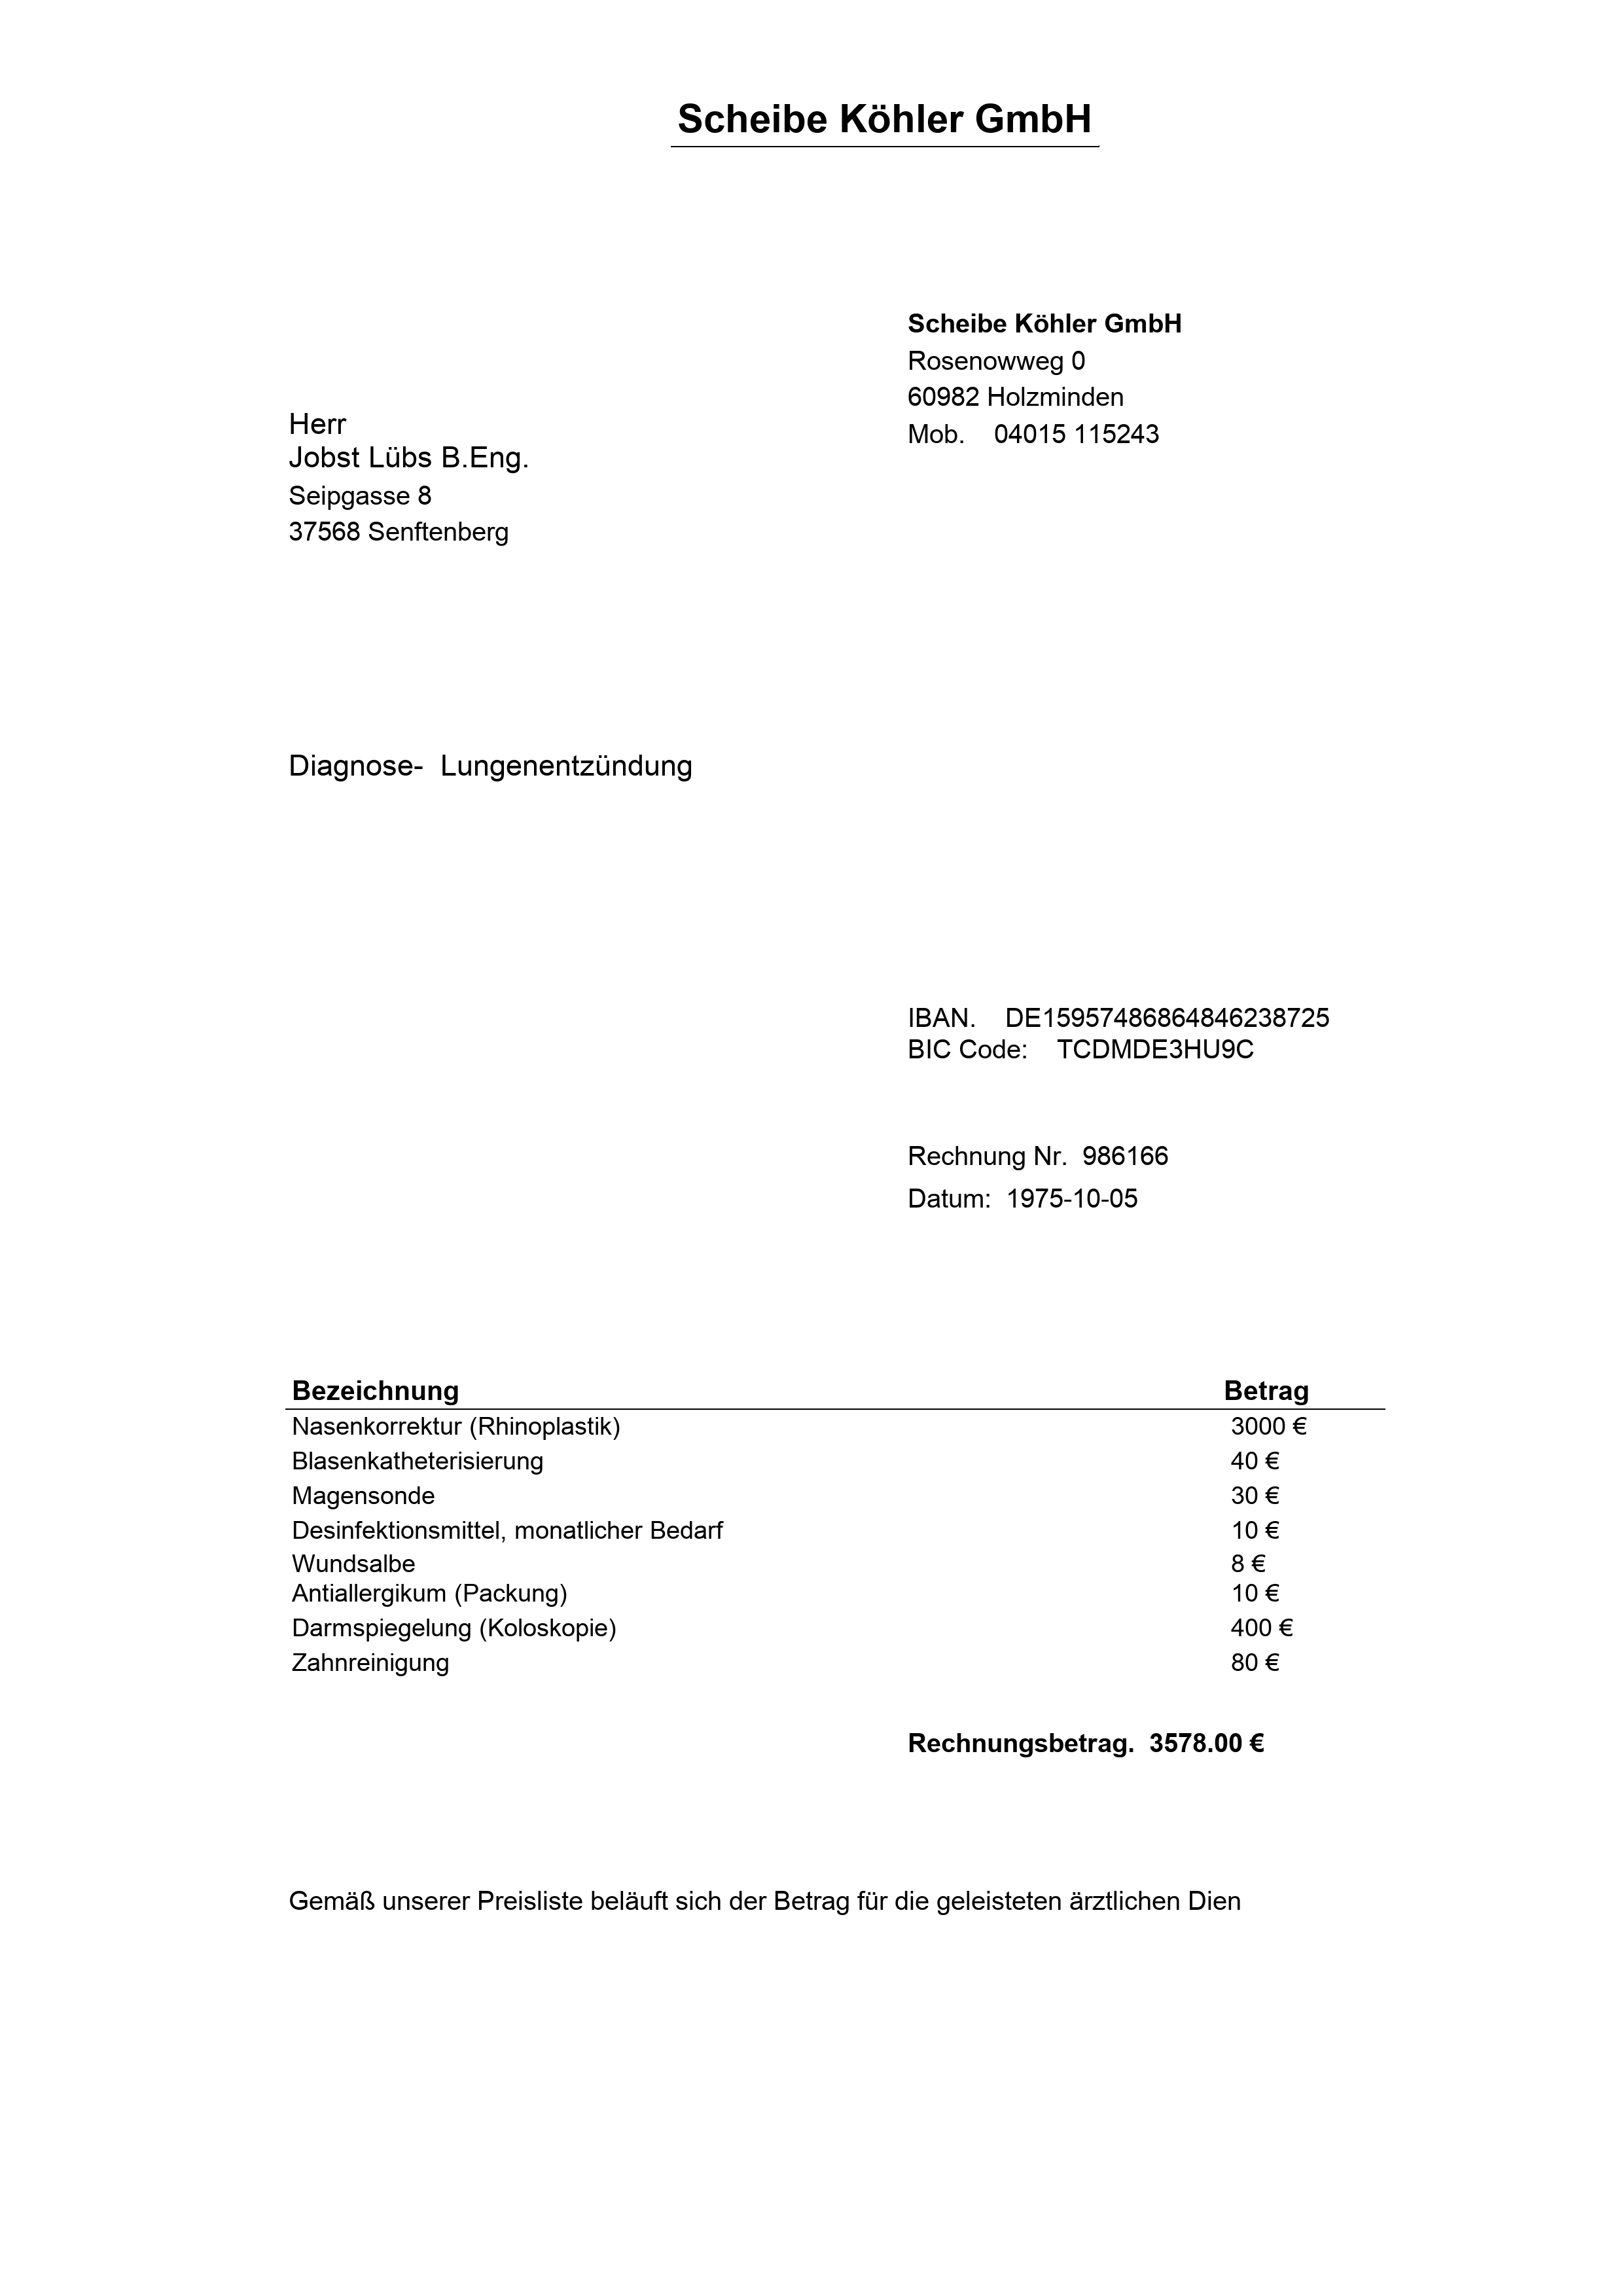 Scheibe Köhler GmbH
Scheibe Köhler GmbH
Rosenowweg 0
60982 Holzminden
Mob. 04015 115243
Herr
Jobst Lübs B.Eng.
Seipgasse 8
37568 Senftenberg
Diagnose- Lungenentzündung
IBAN. DE15957486864846238725
BIC Code: TCDMDE3HU9C
Rechnung Nr. 986166
Datum: 1975-10-05
Bezeichnung Betrag
Nasenkorrektur (Rhinoplastik) 3000 €
Blasenkatheterisierung 40 €
Magensonde 30 €
Desinfektionsmittel, monatlicher Bedarf 10 €
Wundsalbe 8 €
Antiallergikum (Packung) 10 €
Darmspiegelung (Koloskopie) 400 €
Zahnreinigung 80 €
Rechnungsbetrag. 3578.00 €
Gemäß unserer Preisliste beläuft sich der Betrag für die geleisteten ärztlichen Dien